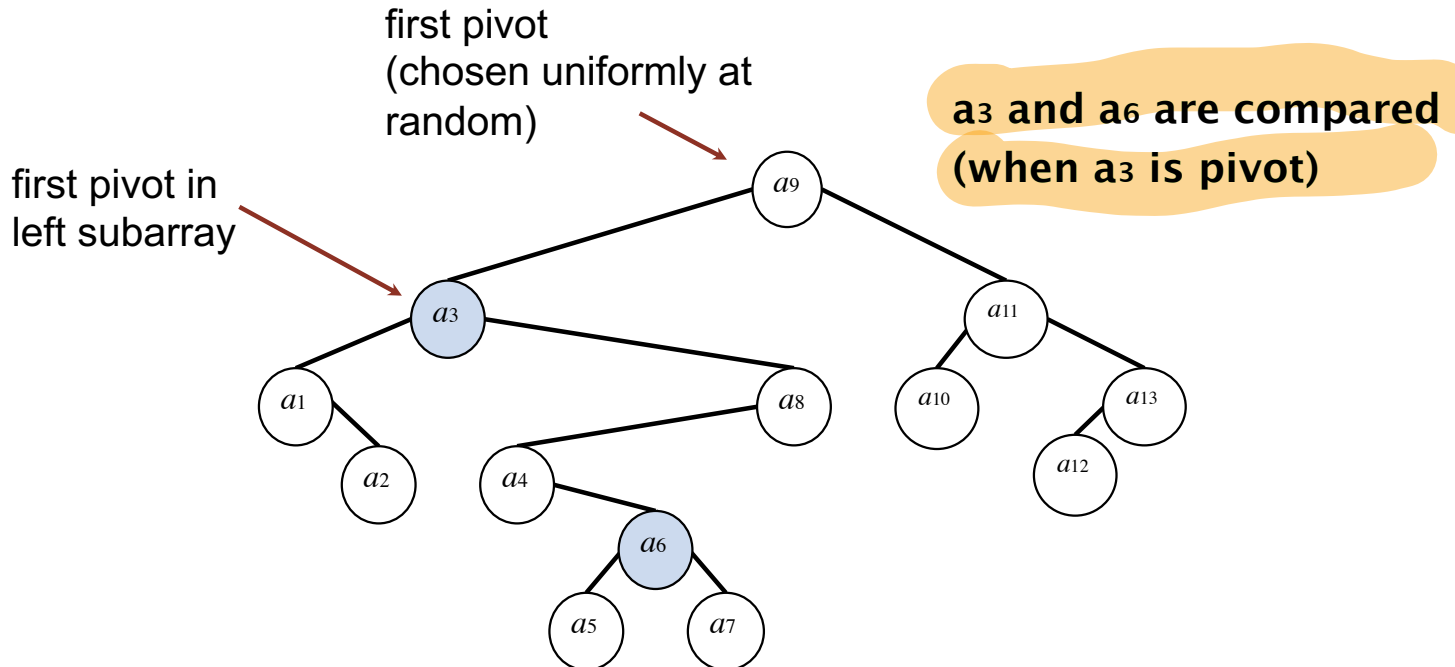 first pivot
(chosen uniformly at
random)
a3 and a6 are compared
(when a3 is pivot)
first pivot in
left subarray
a9
a3
a11
a1
a8
a10
a13
a2
a4
a12
a6
a5
a7